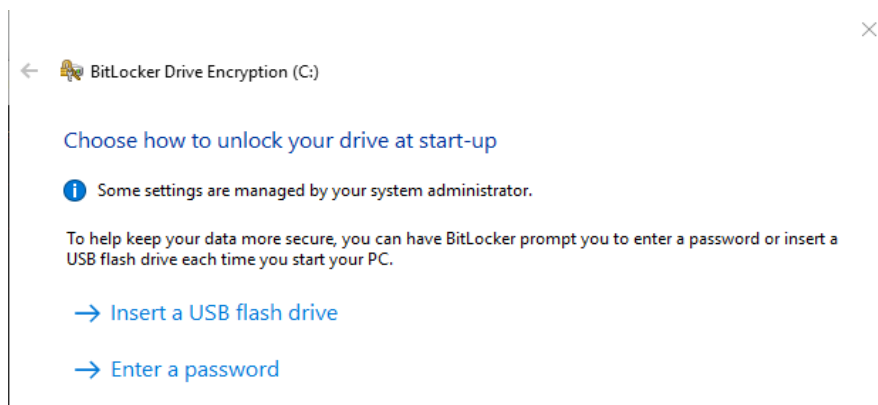 BitLocker Drive Encryption (C:)
Choose how to unlock your drive at start-up
Some settings are managed by your system administrator.
To help keep your data more secure, you can have BitLocker prompt you to enter a password or insert a
USB flash drive each time you start your PC.
Insert a USB flash drive
Enter a password